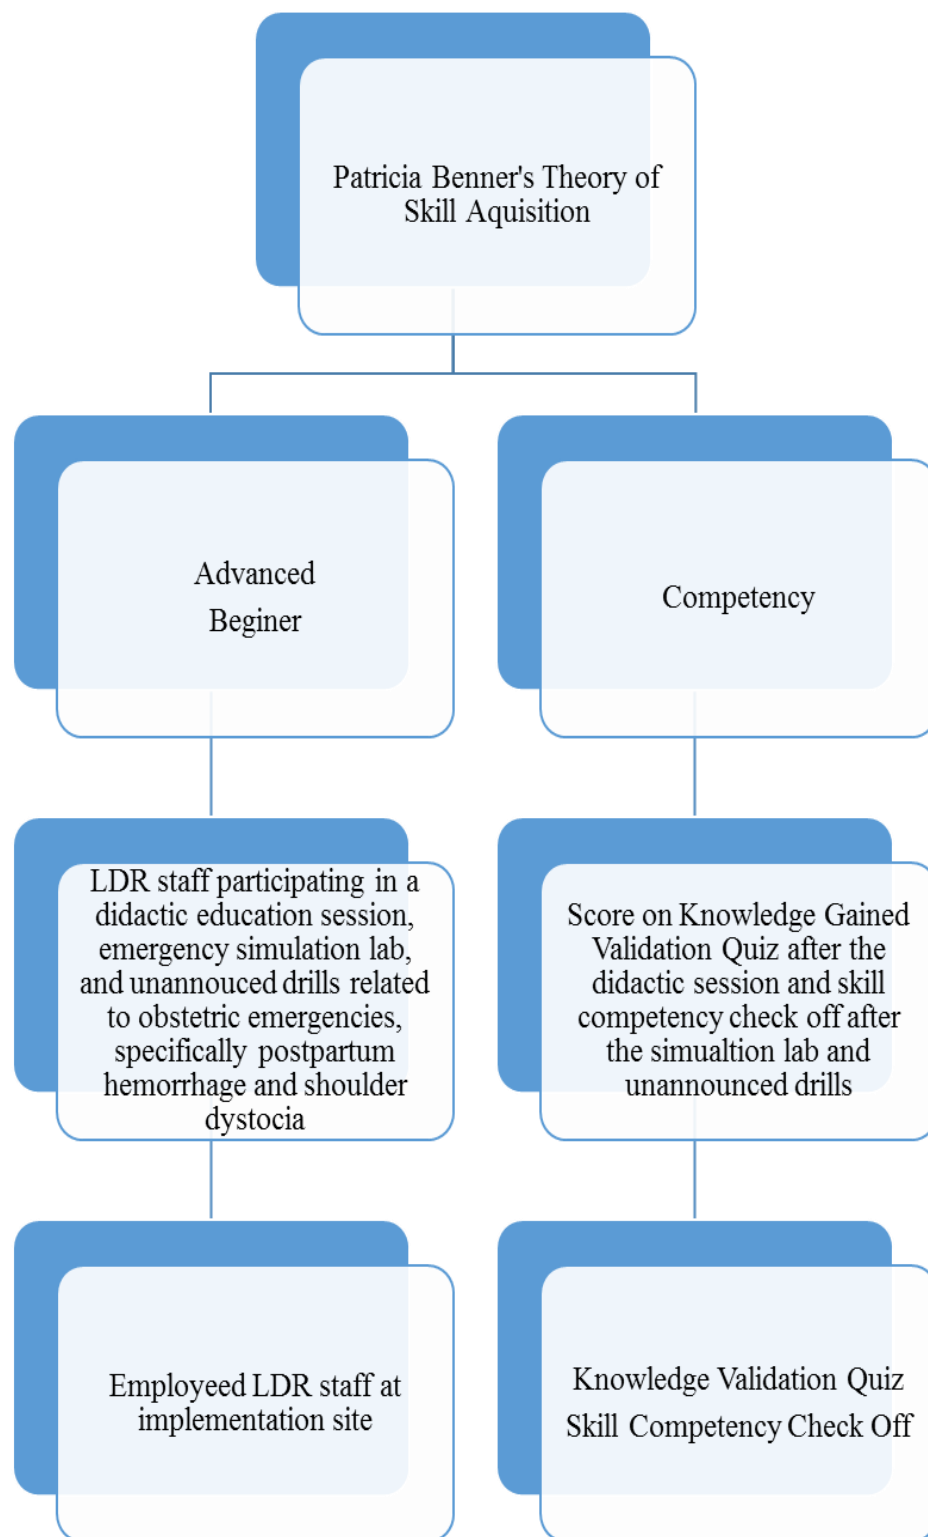 Patricia Benner's Theory of
Skill Aquisition
Advanced
Beginer
Competency
LDR staff participating in a
didactic education session,
emergency simulation lab,
and unannouced drills related
to obstetric emergencies,
specifically postpartum
hemorrhage and shoulder
dystocia
Score on Knowledge Gained
Validation Quiz after the
didactic session and skill
competency check off after
the simualtion lab and
unannounced drills
Employeed LDR staff at
implementation site
Knowledge Validation Quiz
Skill Competency Check Off